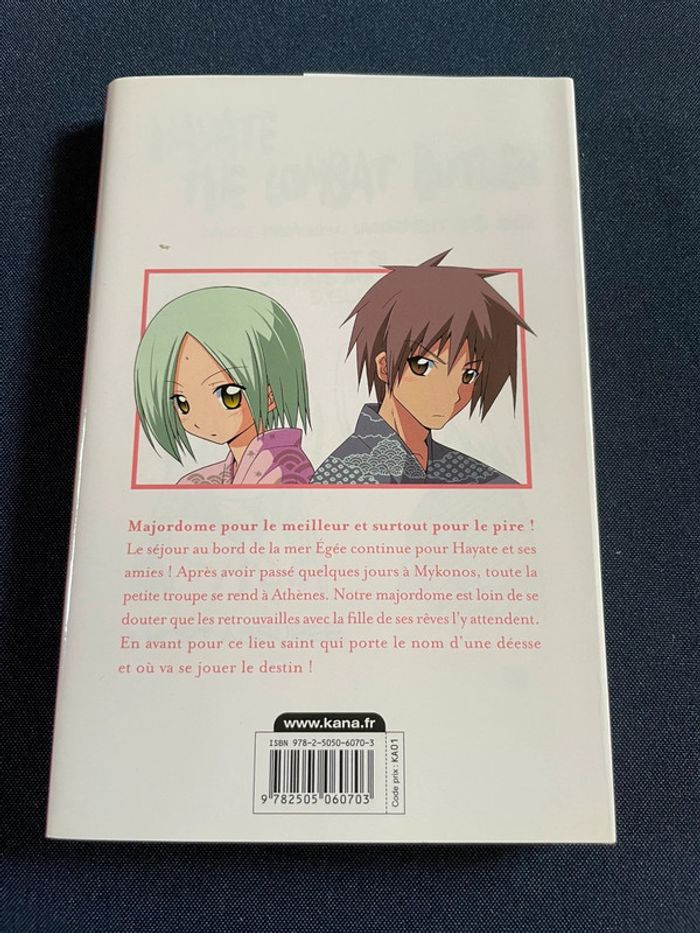 Majordome pour le meilleur et surtout pour le pire !
Le séjour au bord de la mer Égée continue pour Hayate et ses
amies ! Après avoir passé quelques jours à Mykonos, toute la
petite troupe se rend à Athènes. Notre majordome est loin de se
douter que les retrouvailles avec la fille de ses rêves l'y attendent.
En avant pour ce lieu saint qui porte le nom d'une déesse
et où va se jouer le destin !
www.kana.fr
ISBN 978-2-5050-6070-3
9 782505 060703
Code prix : KA01